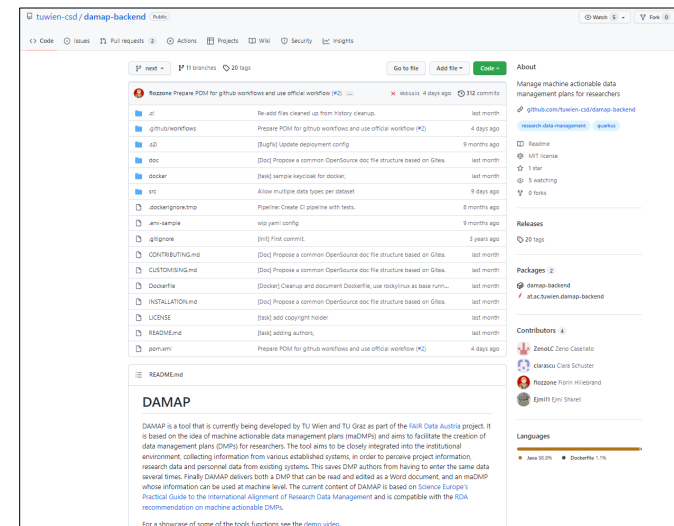 tuwien-csd / damap-backend Public
Watch 5 Fork 0
Code Issues Pull requests 2 Actions Projects Wiki Security Insights
next 11 branches 20 tags Go to file Add file Code
fiozzone Prepare POM for github workflows and use official workflow (#2) ... 4 days ago 312 commits
.ci Re-add files cleaned up from history cleanup. last month
.github/workflows Prepare POM for github workflows and use official workflow (#2) 4 days ago
.s2i [Bugfix] Update deployment config 9 months ago
doc [Doc] Propose a common OpenSource doc file structure based on Gitea. last month
docker [task] sample keycloak for docker, last month
src Allow multiple data types per dataset 9 days ago
.dockerignore.tmp Pipeline: Create CI pipeline with tests. 8 months ago
.env-sample wip yaml config 9 months ago
.gitignore [Init] First commit. 3 years ago
CONTRIBUTING.md [Doc] Propose a common OpenSource doc file structure based on Gitea. last month
CUSTOMISING.md [Doc] Propose a common OpenSource doc file structure based on Gitea. last month
Dockerfile [Docker] Cleanup and document Dockerfile, use rockylinux as base runn... last month
INSTALLATION.md [Doc] Propose a common OpenSource doc file structure based on Gitea. last month
LICENSE [task] add copyright holder last month
README.md [task] adding authors, last month
pom.xml Prepare POM for github workflows and use official workflow (#2) 4 days ago
README.md
DAMAP
DAMAP is a tool that is currently being developed by TU Wien and TU Graz as part of the FAIR Data Austria project. It
is based on the idea of machine actionable data management plans (maDMPs) and aims to facilitate the creation of
data management plans (DMPs) for researchers. The tool aims to be closely integrated into the institutional
environment, collecting information from various established systems, in order to perceive project information,
research data and personnel data from existing systems. This saves DMP authors from having to enter the same data
several times. Finally DAMAP delivers both a DMP that can be read and edited as a Word document, and an maDMP
whose information can be used at machine level. The current content of DAMAP is based on Science Europe's
Practical Guide to the International Alignment of Research Data Management and is compatible with the RDA
recommendation on machine actionable DMPs.
For a showcase of some of the tools functions see the demo video.
About
Manage machine actionable data
management plans for researchers
github.com/tuwien-csd/damap-backend
research-data-management quarkus
Readme
MIT license
1 star
5 watching
0 forks
Releases
20 tags
Packages 2
damap-backend
at.ac.tuwien.damap-backend
Contributors 4
ZenoLC Zeno Casellato
clarascu Clara Schuster
fiozzone Fiorin Hillebrand
Ejmi11 Ejmi Shkreli
Languages
Java 98.9% Dockerfile 1.1%